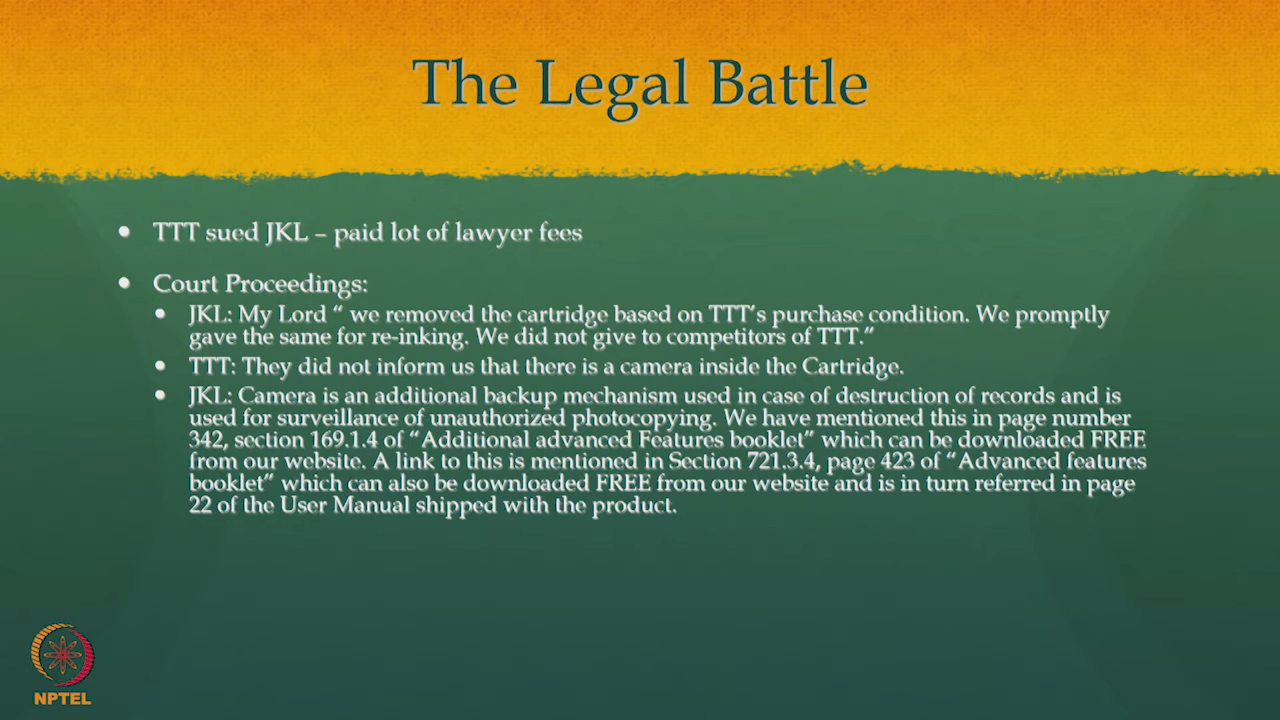 The Legal Battle
• TTT sued JKL – paid lot of lawyer fees
• Court Proceedings:
• JKL: My Lord “ we removed the cartridge based on TTT’s purchase condition. We promptly
gave the same for re-inking. We did not give to competitors of TTT.”
• TTT: They did not inform us that there is a camera inside the Cartridge.
• JKL: Camera is an additional backup mechanism used in case of destruction of records and is
used for surveillance of unauthorized photocopying. We have mentioned this in page number
342, section 169.1.4 of “Additional advanced Features booklet” which can be downloaded FREE
from our website. A link to this is mentioned in Section 721.3.4, page 423 of “Advanced features
booklet” which can also be downloaded FREE from our website and is in turn referred in page
22 of the User Manual shipped with the product.
NPTEL